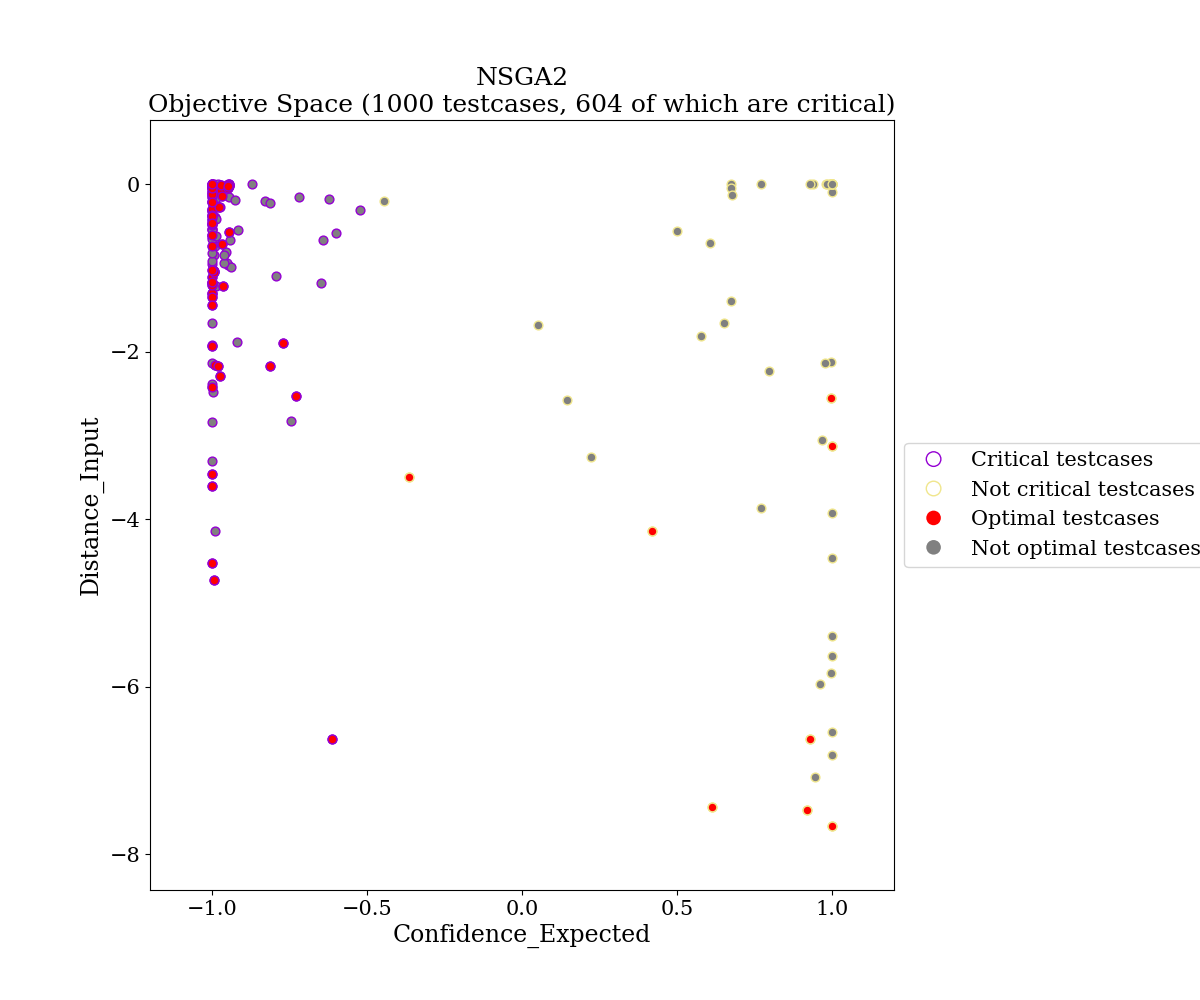 NSGA2
Objective Space (1000 testcases, 604 of which are critical)
0
−2
−4
−6
−8
Distance_Input
−1.0
−0.5
0.0
0.5
1.0
Confidence_Expected
Critical testcases
Not critical testcases
Optimal testcases
Not optimal testcases